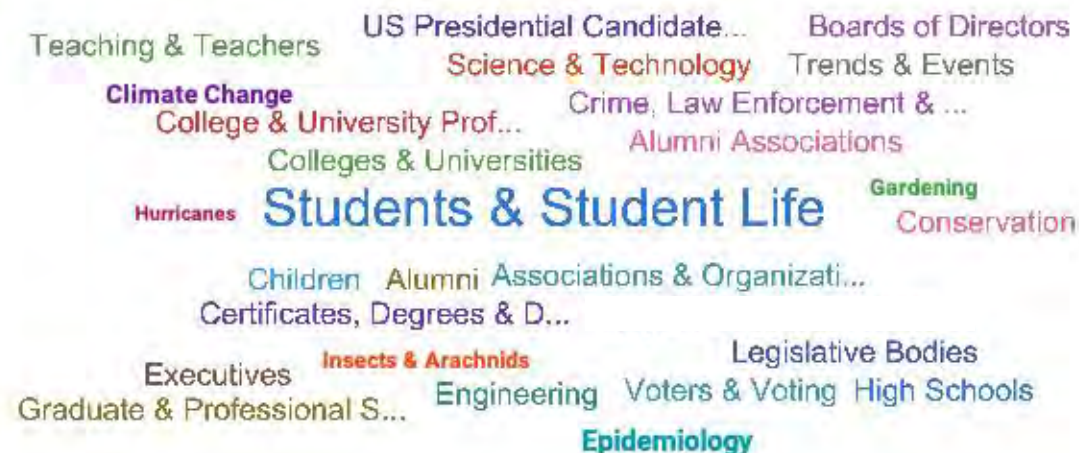 US Presidential Candidate... Boards of Directors
Teaching & Teachers
Science & Technology Trends & Events
Climate Change
Crime, Law Enforcement & ...
College & University Prof...
Alumni Associations
Colleges & Universities
Gardening
Hurricanes Students & Student Life
Conservation
Children Alumni Associations & Organizati...
Certificates, Degrees & D...
Legislative Bodies
Insects & Arachnids
Executives
Engineering Voters & Voting High Schools
Graduate & Professional S...
Epidemiology